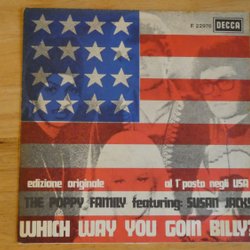 F 22976 DECCA
edizione originale al 1° posto negli USA
THE POPPY FAMILY featuring: SUSAN JACKS
WHICH WAY YOU GOIN BILLY